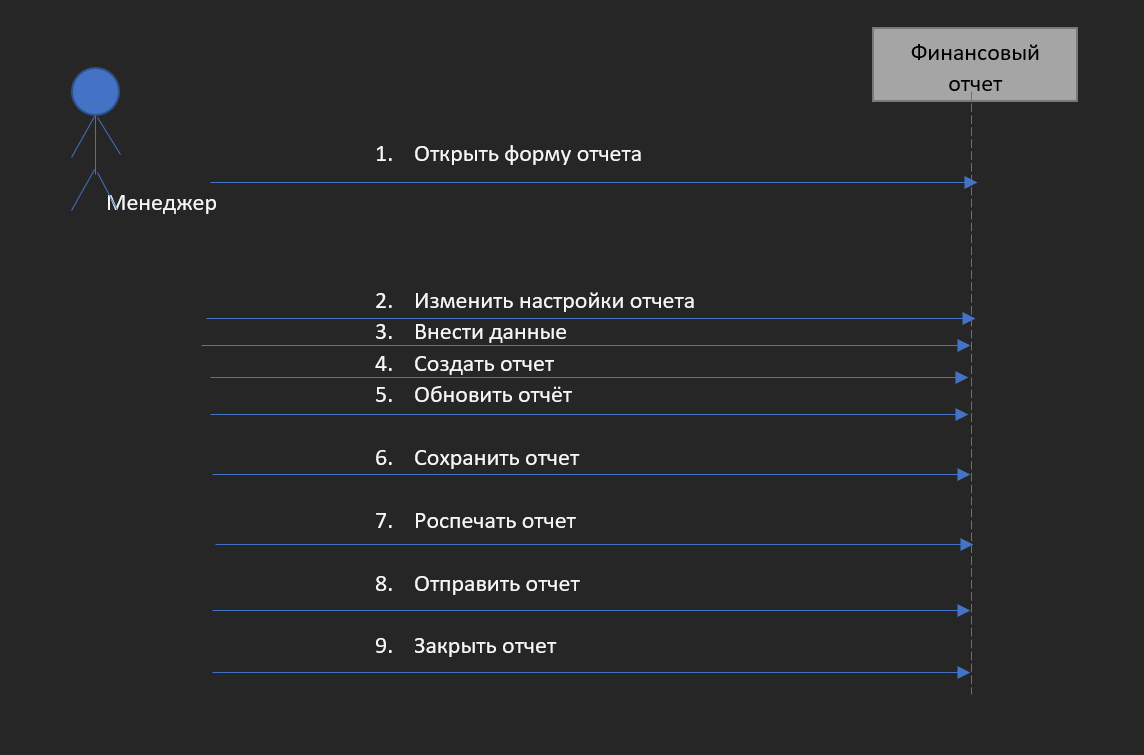 Финансовый
отчет
1. Открыть форму отчета
Менеджер
2. Изменить настройки отчета
3. Внести данные
4. Создать отчет
5. Обновить отчёт
6. Сохранить отчет
7. Роспечать отчет
8. Отправить отчет
9. Закрыть отчет